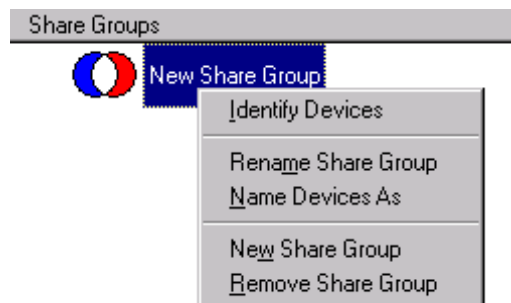 Share Groups
New Share Group
Identify Devices
Rename Share Group
Name Devices As
New Share Group
Remove Share Group